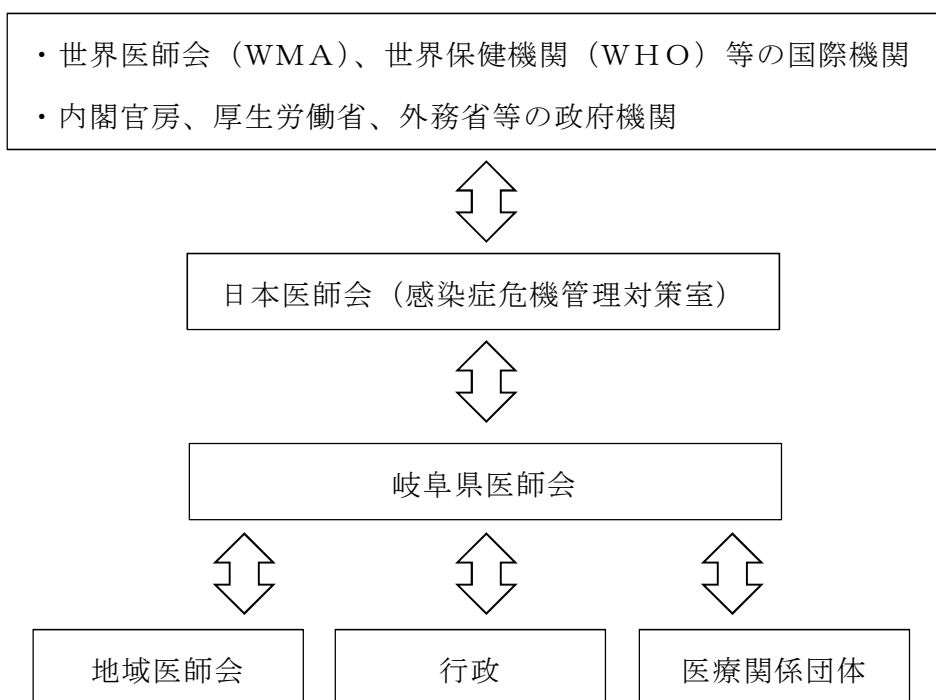 ・世界医師会（ＷＭＡ）、世界保健機関（ＷＨＯ）等の国際機関
・内閣官房、厚生労働省、外務省等の政府機関
日本医師会（感染症危機管理対策室）
岐阜県医師会
地域医師会
行政
医療関係団体